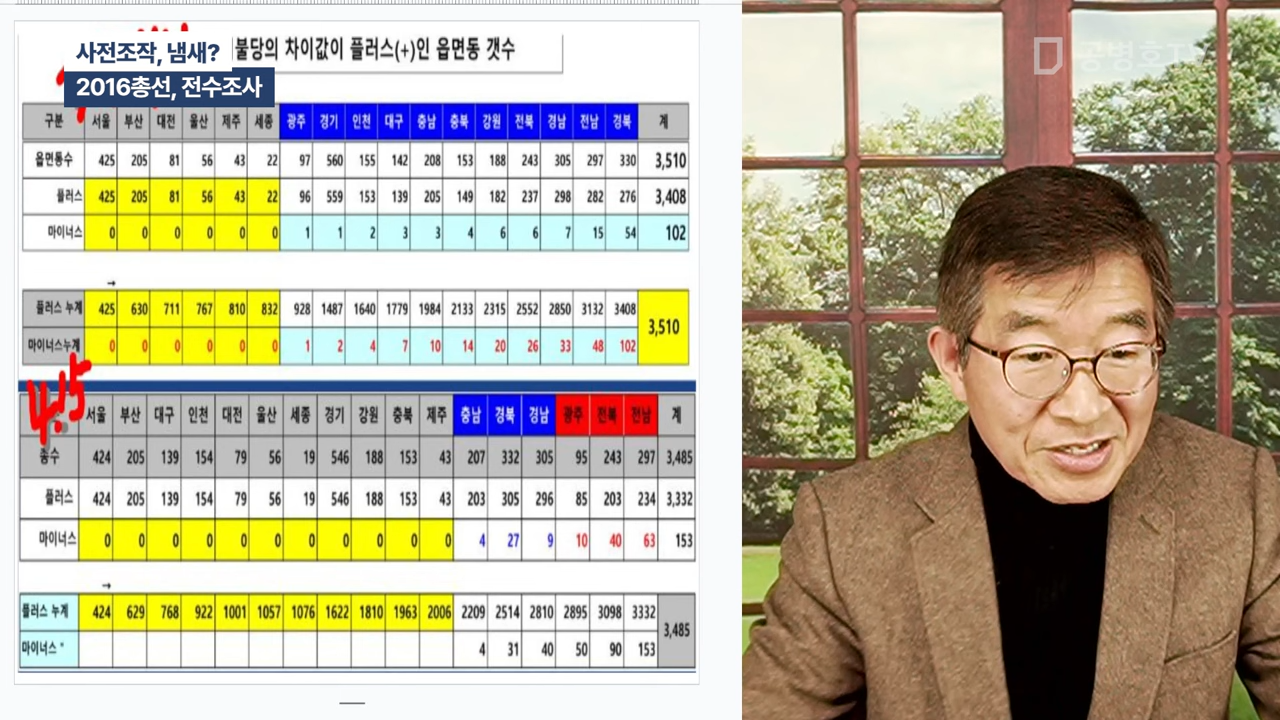 사전조작, 냄새?
2016총선, 전수조사
불당의 차이값이 플러스(+)인 읍면동 갯수
공병호TV
구분 서울 부산 대전 울산 제주 세종 광주 경기 인천 대구 충남 충북 강원 전북 경남 전남 경북 계
읍면동수 425 205 81 56 43 22 97 560 155 142 208 153 188 243 305 297 330 3,510
플러스 425 205 81 56 43 22 96 559 153 139 205 149 182 237 298 282 276 3,408
마이너스 0 0 0 0 0 0 1 1 2 3 3 4 6 6 7 15 54 102
→
플러스 누계 425 630 711 767 810 832 928 1487 1640 1779 1984 2133 2315 2552 2850 3132 3408 3,510
마이너스누계 0 0 0 0 0 0 1 2 4 7 10 14 20 26 33 48 102
4.15
서울 부산 대구 인천 대전 울산 세종 경기 강원 충북 제주 충남 경북 경남 광주 전북 전남 계
총수 424 205 139 154 79 56 19 546 188 153 43 207 332 305 95 243 297 3,485
플러스 424 205 139 154 79 56 19 546 188 153 43 203 305 296 85 203 234 3,332
마이너스 0 0 0 0 0 0 0 0 0 0 0 4 27 9 10 40 63 153
→
플러스 누계 424 629 768 922 1001 1057 1076 1622 1810 1963 2006 2209 2514 2810 2895 3098 3332 3,485
마이너스 " 4 31 40 50 90 153